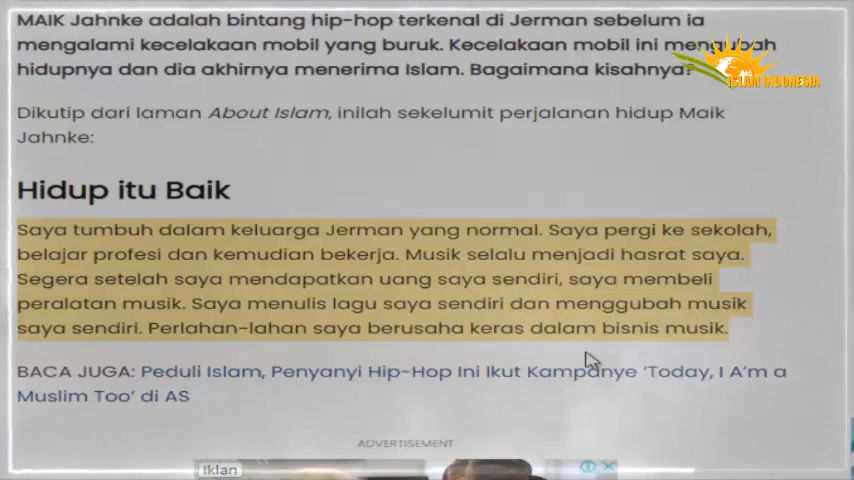 MAIK Jahnke adalah bintang hip-hop terkenal di Jerman sebelum ia
mengalami kecelakaan mobil yang buruk. Kecelakaan mobil ini mengubah
hidupnya dan dia akhirnya menerima Islam. Bagaimana kisahnya?
ISLAM INDONESIA
Dikutip dari laman About Islam, inilah sekelumit perjalanan hidup Maik
Jahnke:
Hidup itu Baik
Saya tumbuh dalam keluarga Jerman yang normal. Saya pergi ke sekolah,
belajar profesi dan kemudian bekerja. Musik selalu menjadi hasrat saya.
Segera setelah saya mendapatkan uang saya sendiri, saya membeli
peralatan musik. Saya menulis lagu saya sendiri dan menggubah musik
saya sendiri. Perlahan-lahan saya berusaha keras dalam bisnis musik.
BACA JUGA: Peduli Islam, Penyanyi Hip-Hop Ini Ikut Kampanye ‘Today, I A’m a
Muslim Too’ di AS
ADVERTISEMENT
Iklan